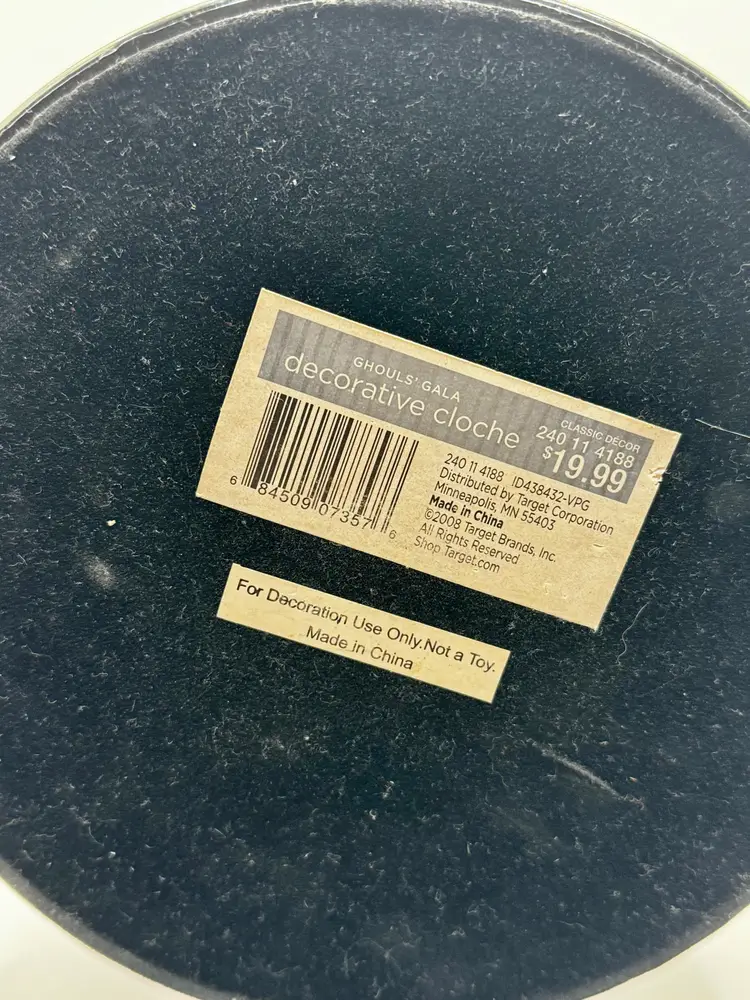 GHOULS' GALA
decorative cloche
CLASSIC DÉCOR
240 11 4188
$19.99
6 84509 07357 6
240 11 4188 ID438432-VPG
Distributed by Target Corporation
Minneapolis, MN 55403
Made in China
©2008 Target Brands, Inc.
All Rights Reserved
Shop Target.com
For Decoration Use Only.Not a Toy.
Made in China